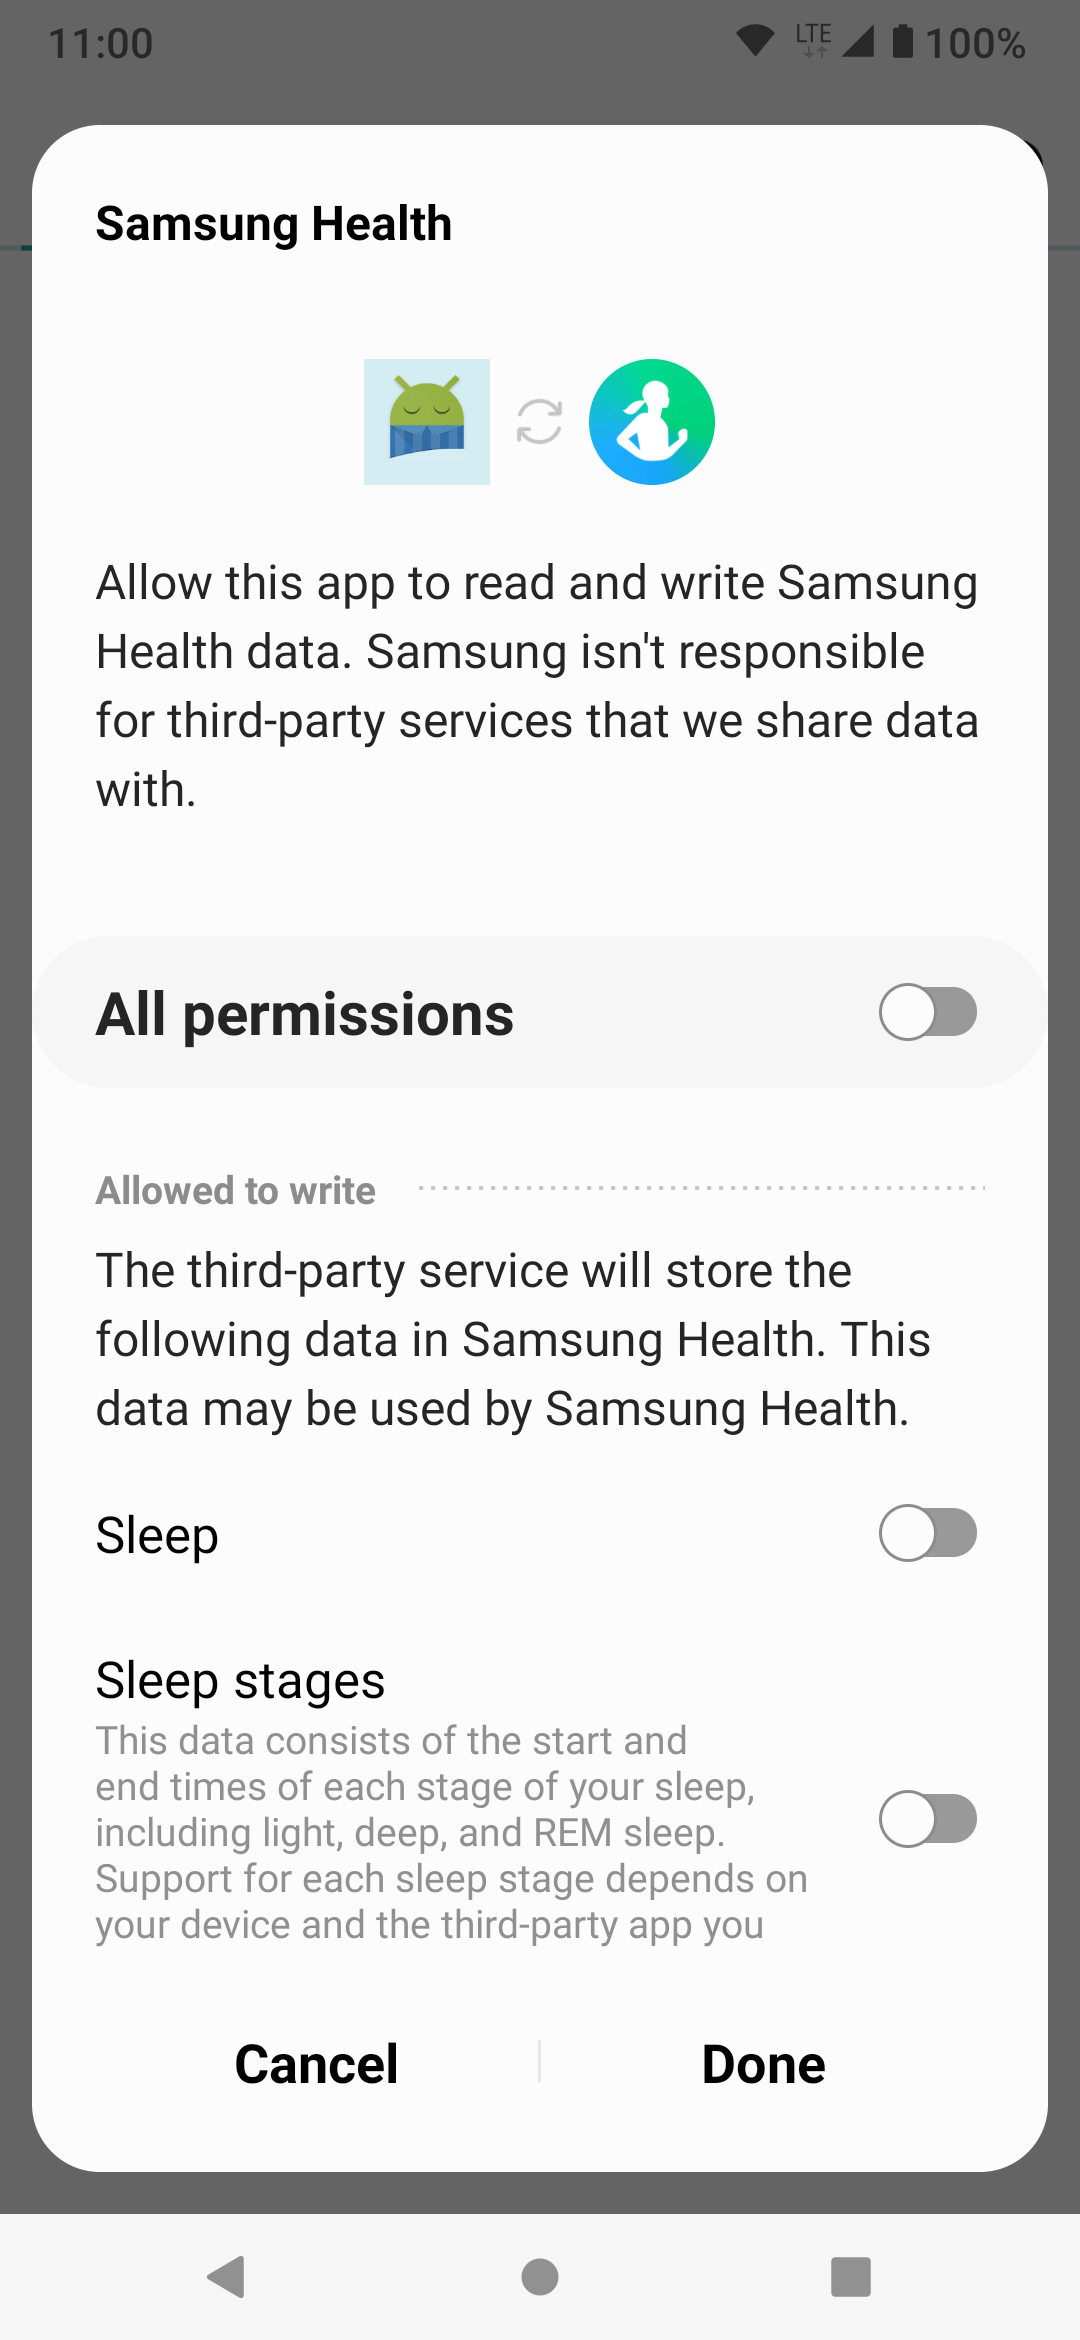 11:00
LTE
100%
Samsung Health
Allow this app to read and write Samsung
Health data. Samsung isn't responsible
for third-party services that we share data
with.
All permissions
Allowed to write
The third-party service will store the
following data in Samsung Health. This
data may be used by Samsung Health.
Sleep
Sleep stages
This data consists of the start and
end times of each stage of your sleep,
including light, deep, and REM sleep.
Support for each sleep stage depends on
your device and the third-party app you
Cancel
Done